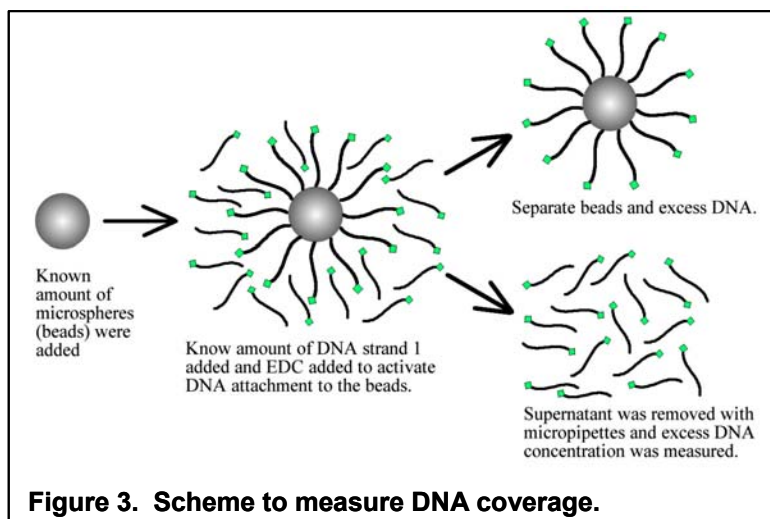 Known
amount of
microspheres
(beads) were
added
Know amount of DNA strand 1
added and EDC added to activate
DNA attachment to the beads.
Separate beads and excess DNA.
Supernatant was removed with
micropipettes and excess DNA
concentration was measured.
Figure 3.  Scheme to measure DNA coverage.